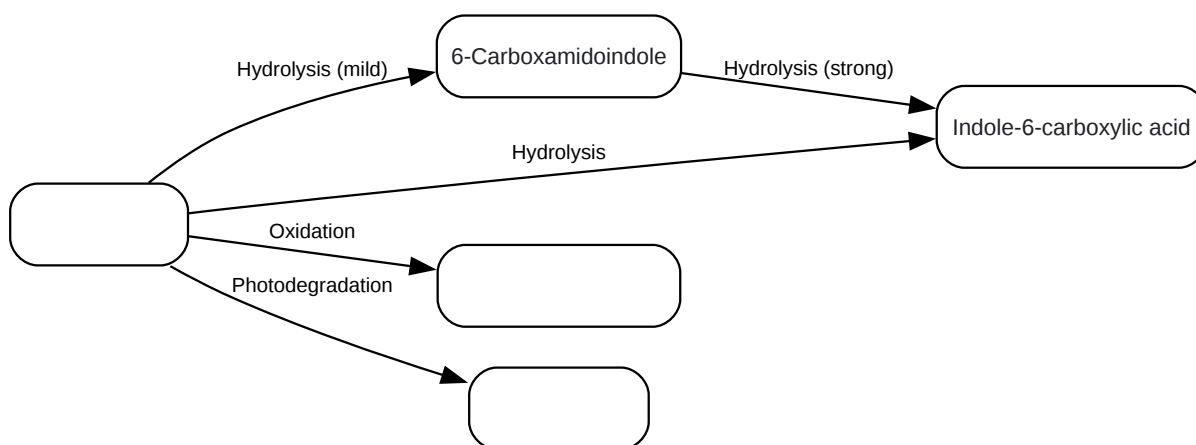 6-Carboxamidoindole
Hydrolysis (mild)
Hydrolysis (strong)
Indole-6-carboxylic acid
Hydrolysis
Oxidation
Photodegradation